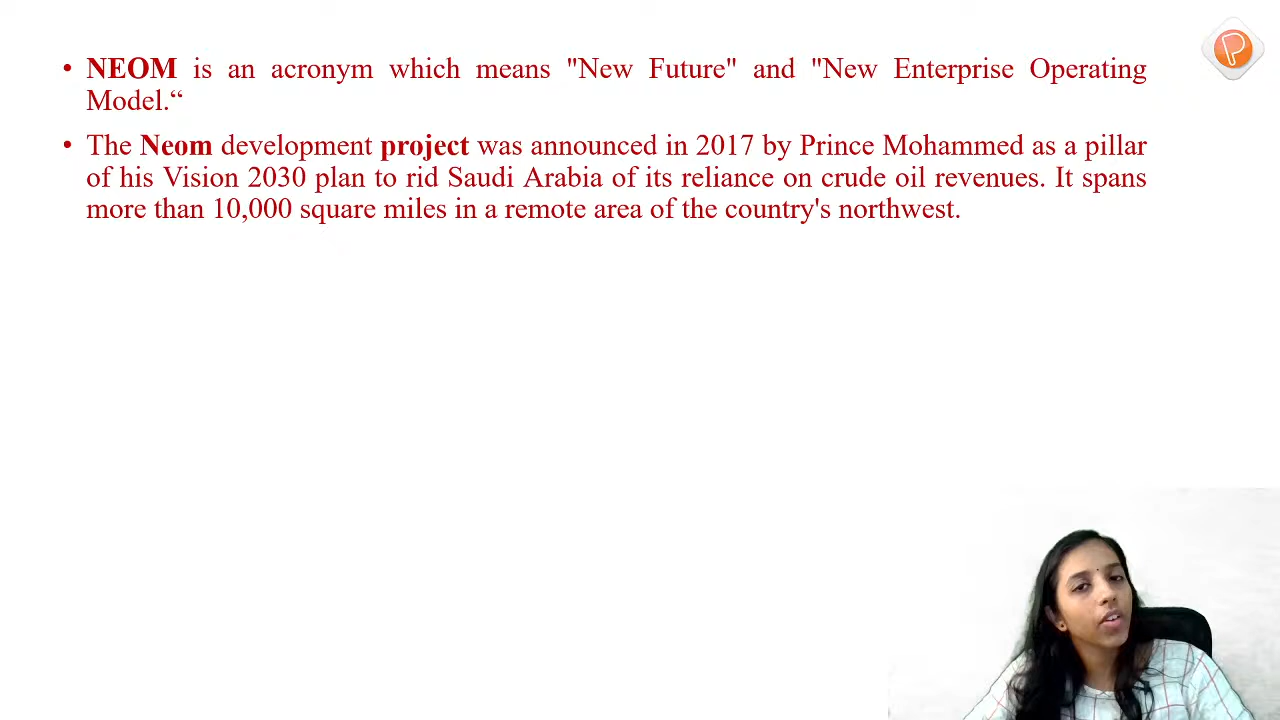 • NEOM is an acronym which means "New Future" and "New Enterprise Operating
Model.“
• The Neom development project was announced in 2017 by Prince Mohammed as a pillar
of his Vision 2030 plan to rid Saudi Arabia of its reliance on crude oil revenues. It spans
more than 10,000 square miles in a remote area of the country's northwest.
P